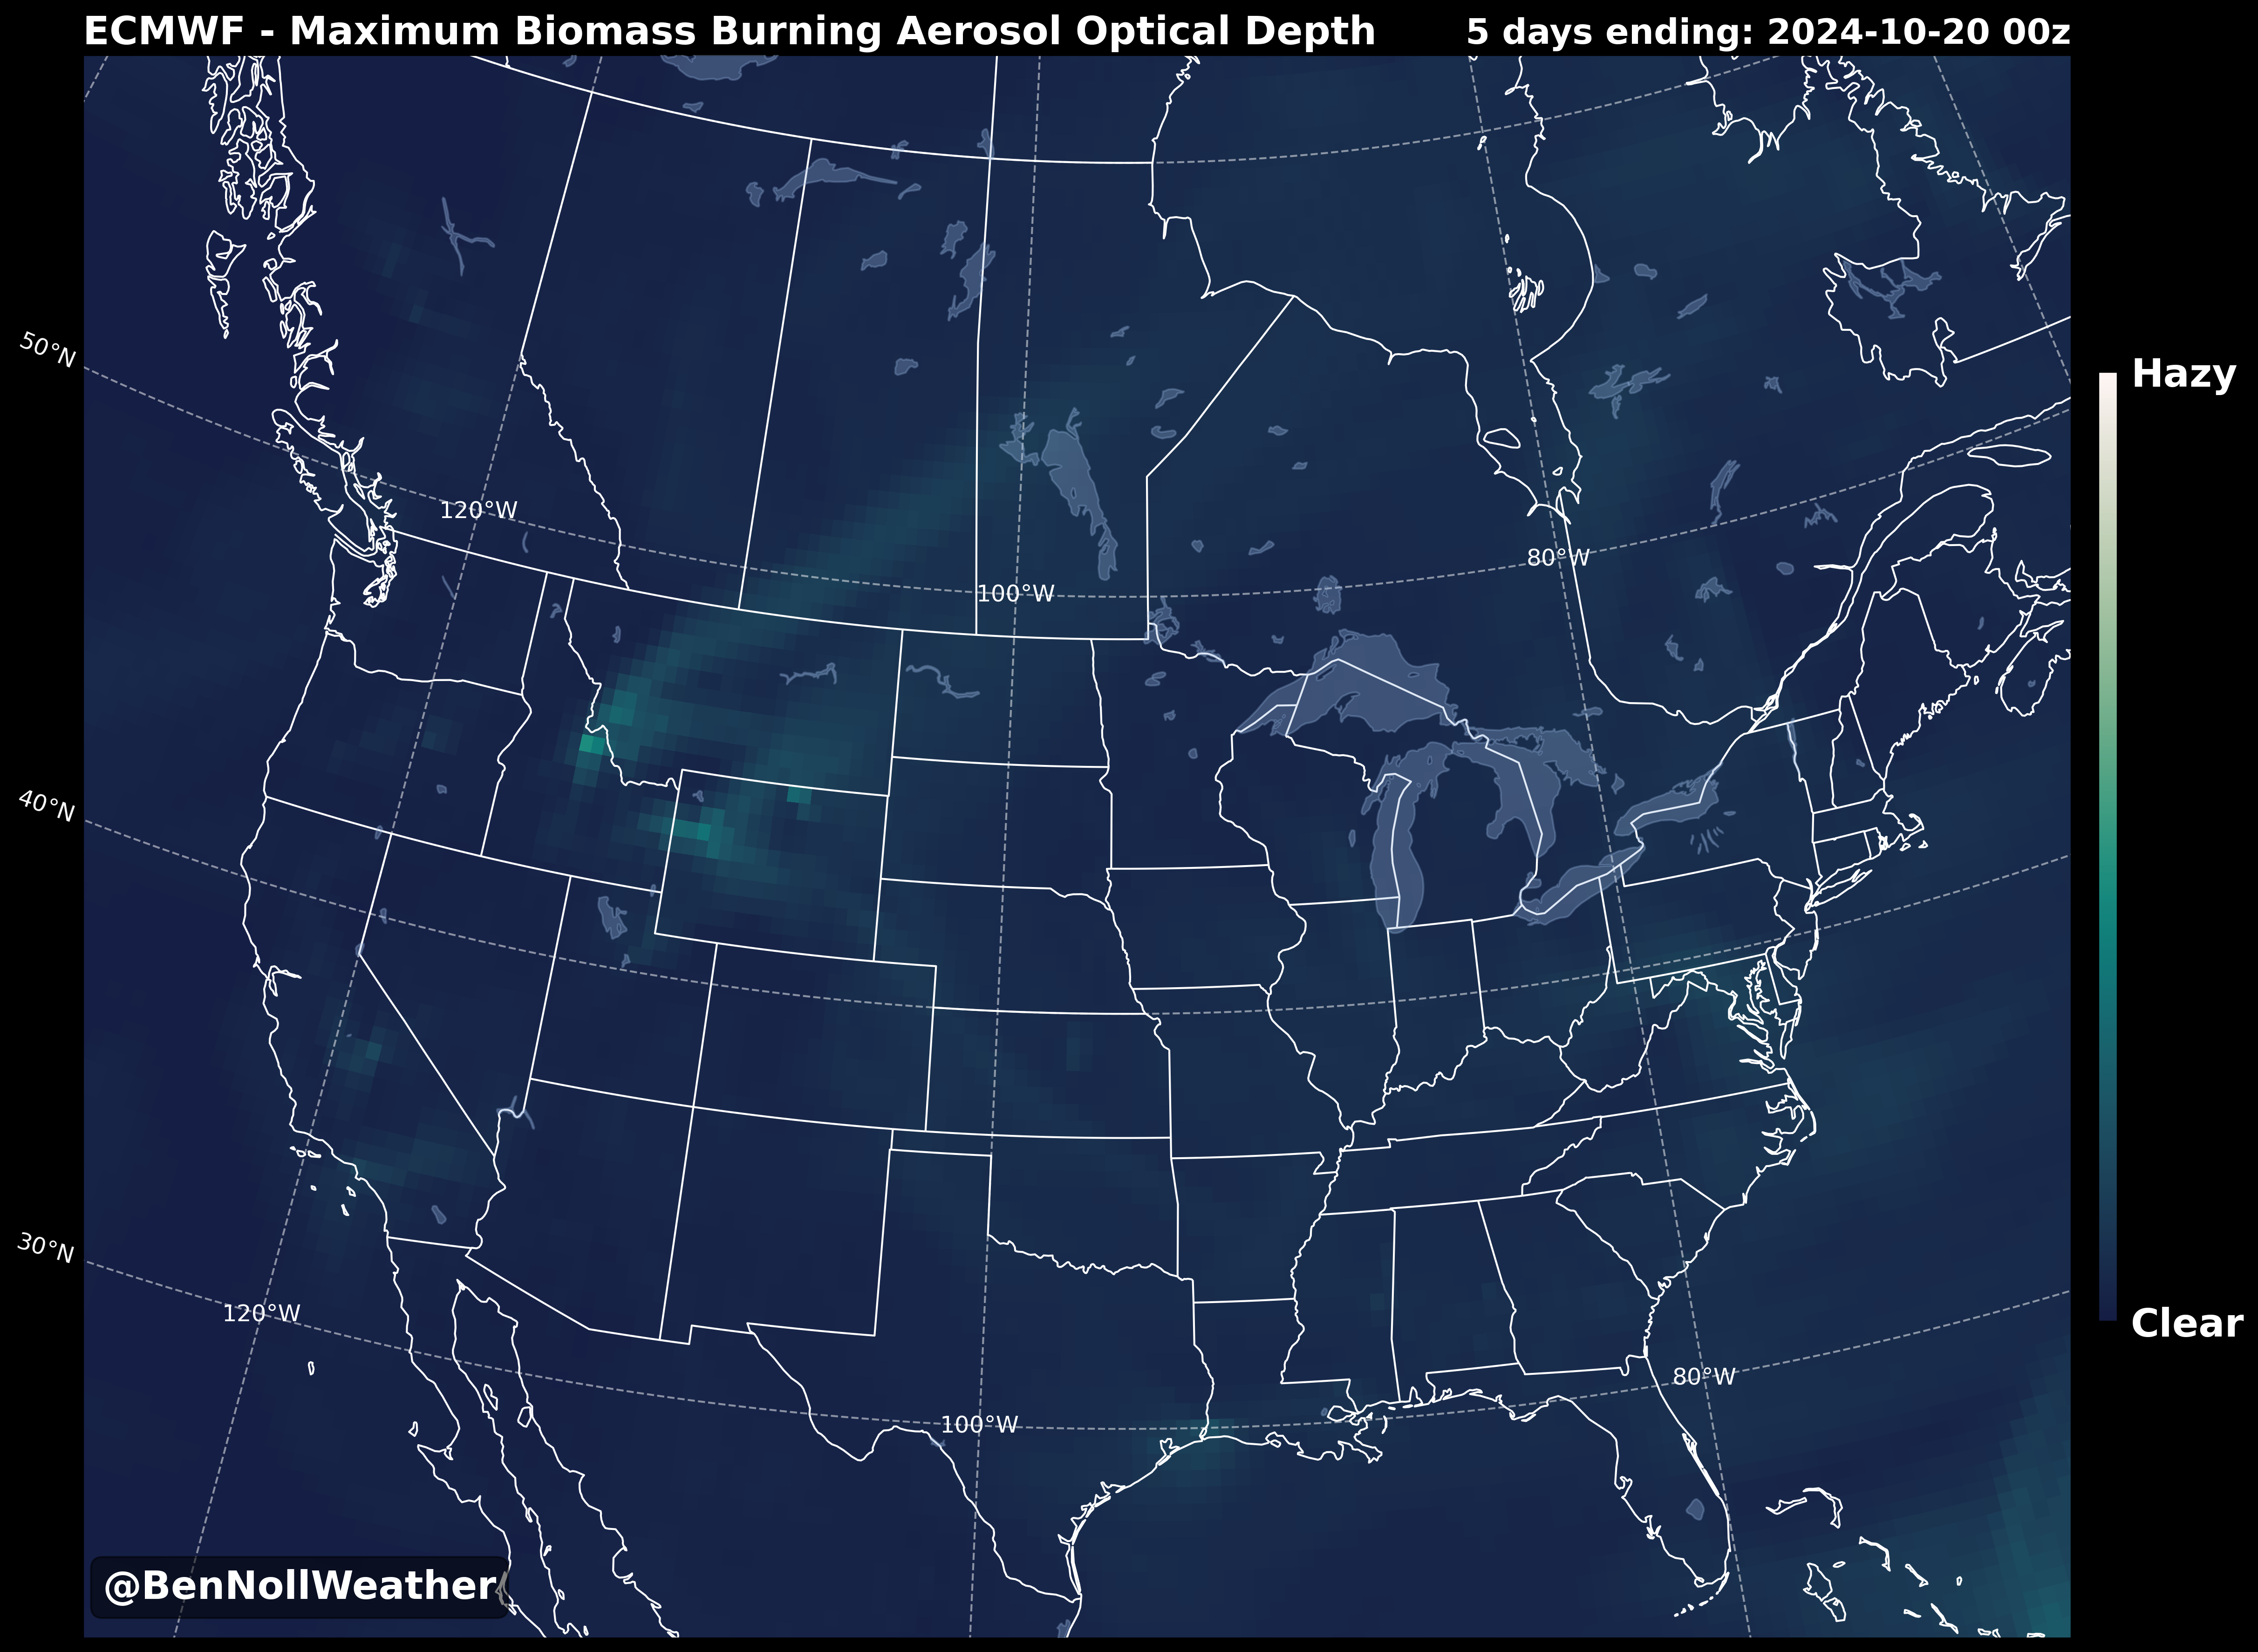 ECMWF - Maximum Biomass Burning Aerosol Optical Depth
5 days ending: 2024-10-20 00z
50°N
Hazy
120°W
80°W
100°W
40°N
30°N
120°W
Clear
80°W
100°W
@BenNollWeather